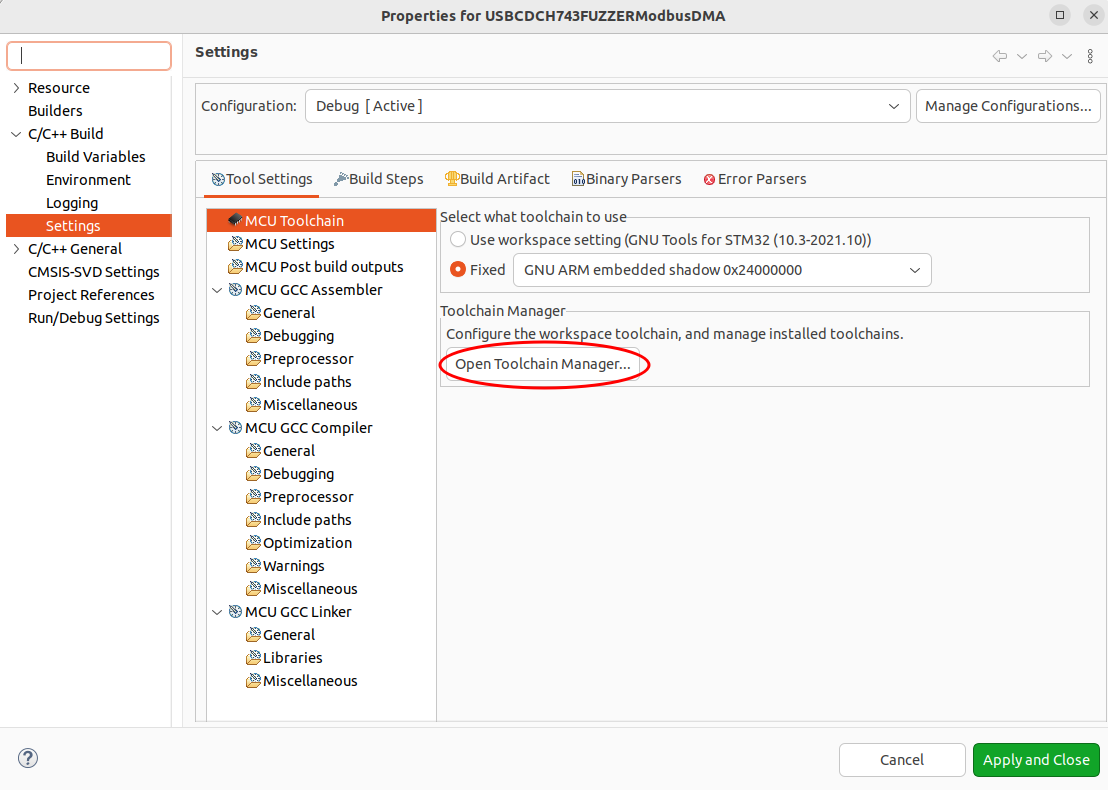 Properties for USBCDCH743FUZZERModbusDMA
Settings
Resource
Builders
C/C++ Build
Build Variables
Environment
Logging
Settings
C/C++ General
CMSIS-SVD Settings
Project References
Run/Debug Settings
Configuration: Debug [ Active ] Manage Configurations...
Tool Settings Build Steps Build Artifact Binary Parsers Error Parsers
MCU Toolchain
MCU Settings
MCU Post build outputs
MCU GCC Assembler
General
Debugging
Preprocessor
Include paths
Miscellaneous
MCU GCC Compiler
General
Debugging
Preprocessor
Include paths
Optimization
Warnings
Miscellaneous
MCU GCC Linker
General
Libraries
Miscellaneous
Select what toolchain to use
Use workspace setting (GNU Tools for STM32 (10.3-2021.10))
Fixed GNU ARM embedded shadow 0x24000000
Toolchain Manager
Configure the workspace toolchain, and manage installed toolchains.
Open Toolchain Manager...
? Cancel Apply and Close